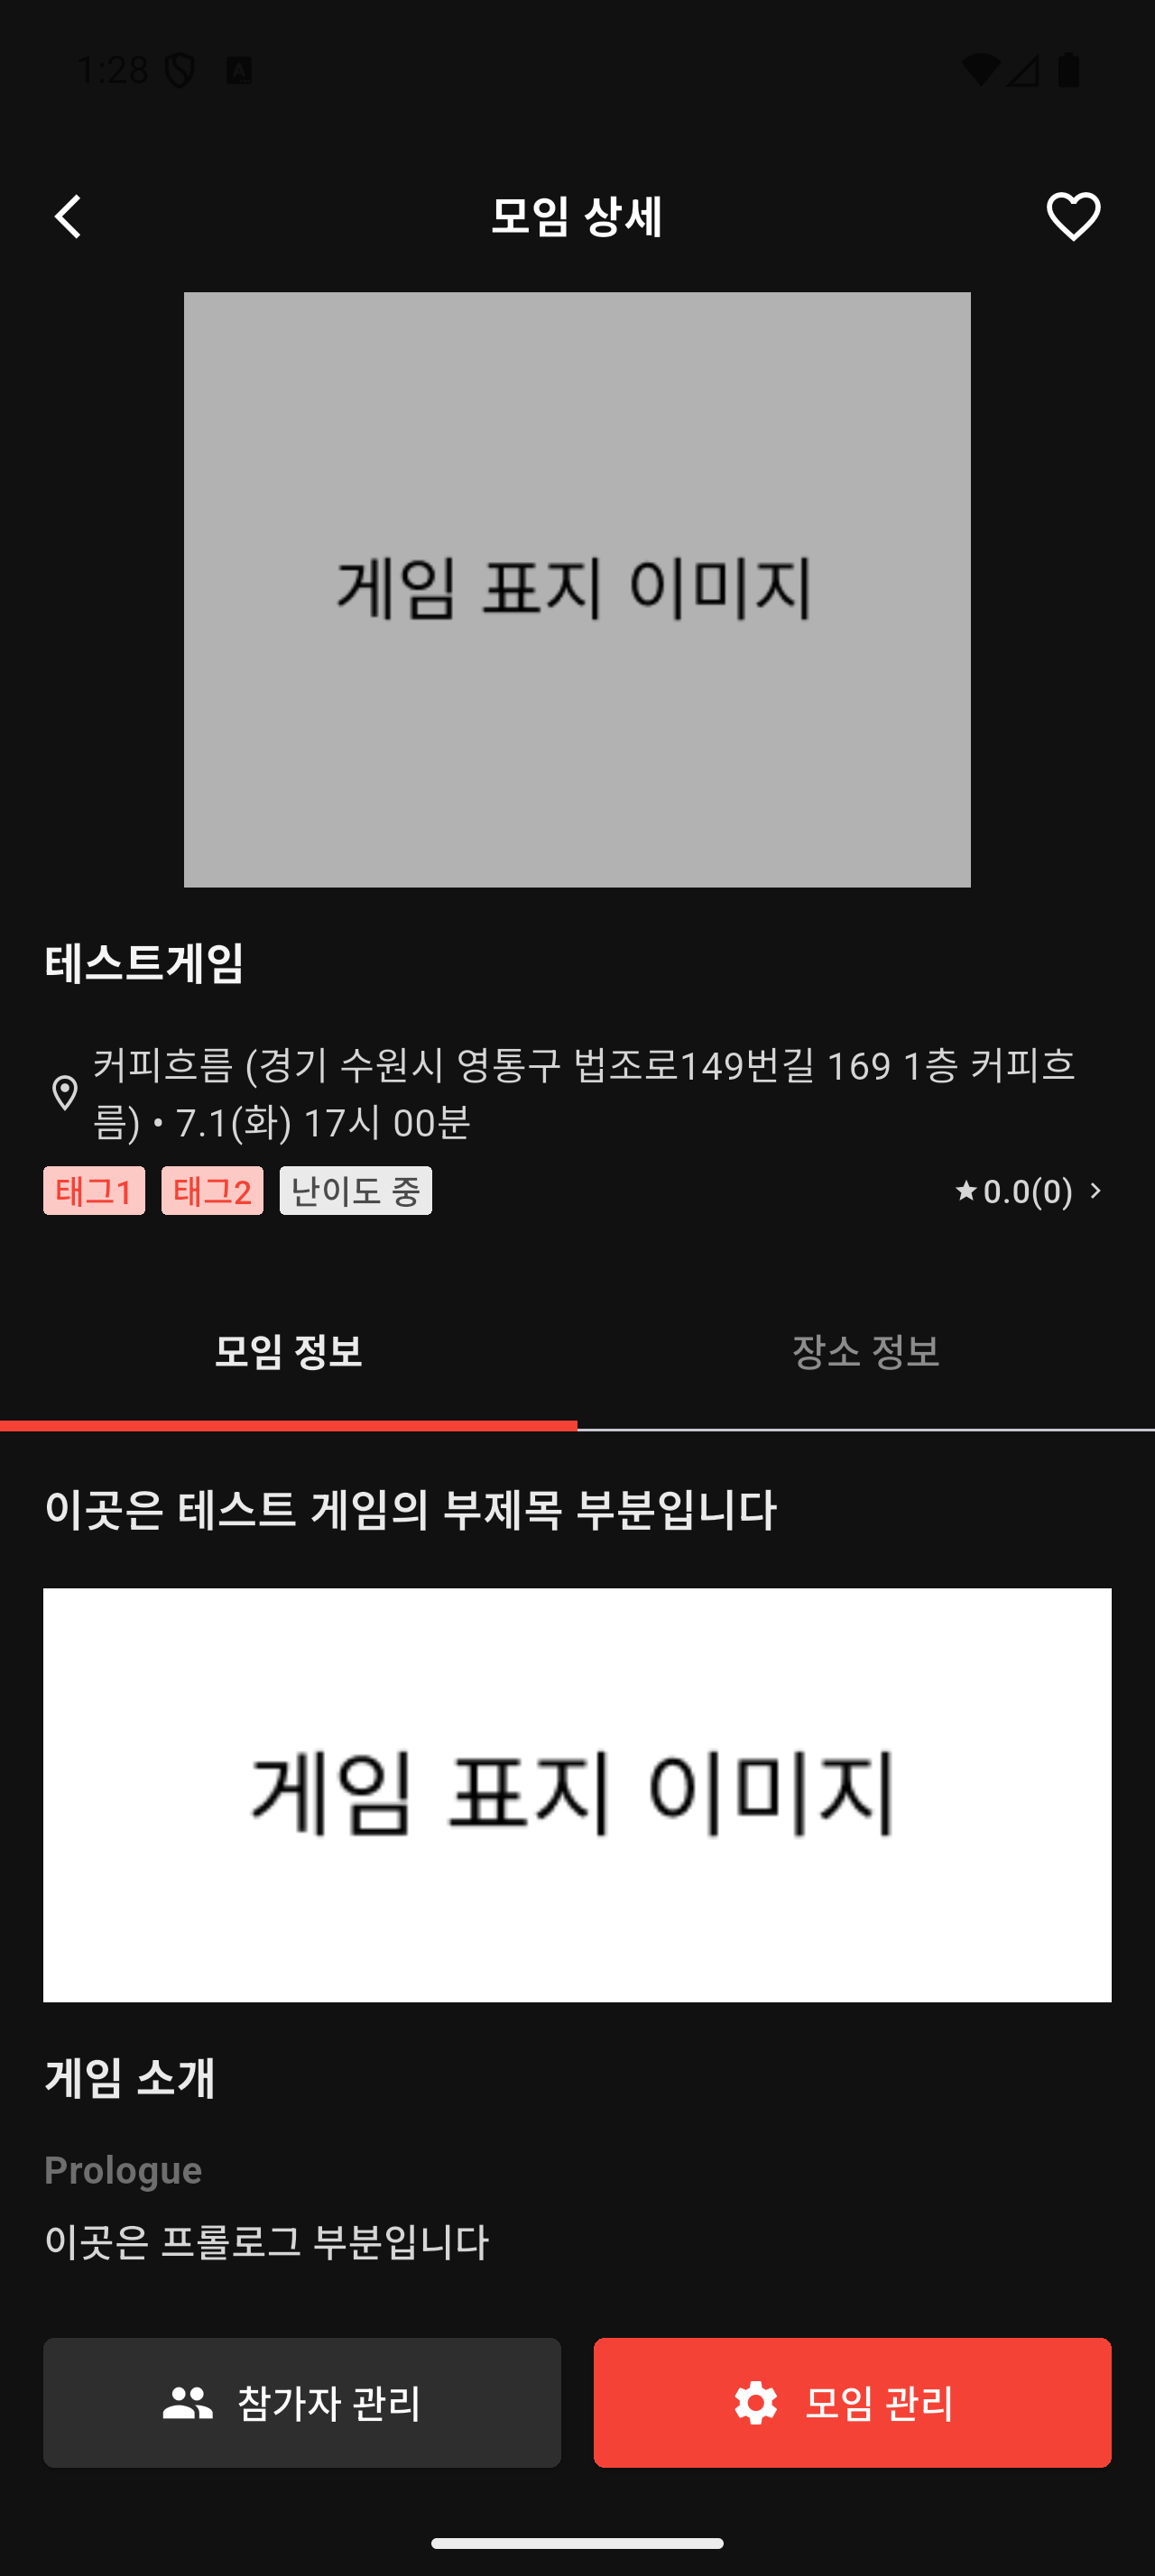 1:28
모임 상세
게임 표지 이미지
테스트게임
커피흐름 (경기 수원시 영통구 법조로149번길 169 1층 커피흐
름) • 7.1(화) 17시 00분
태그1 태그2 난이도 중 ★0.0(0) >
모임 정보 장소 정보
이곳은 테스트 게임의 부제목 부분입니다
게임 표지 이미지
게임 소개
Prologue
이곳은 프롤로그 부분입니다
참가자 관리 모임 관리